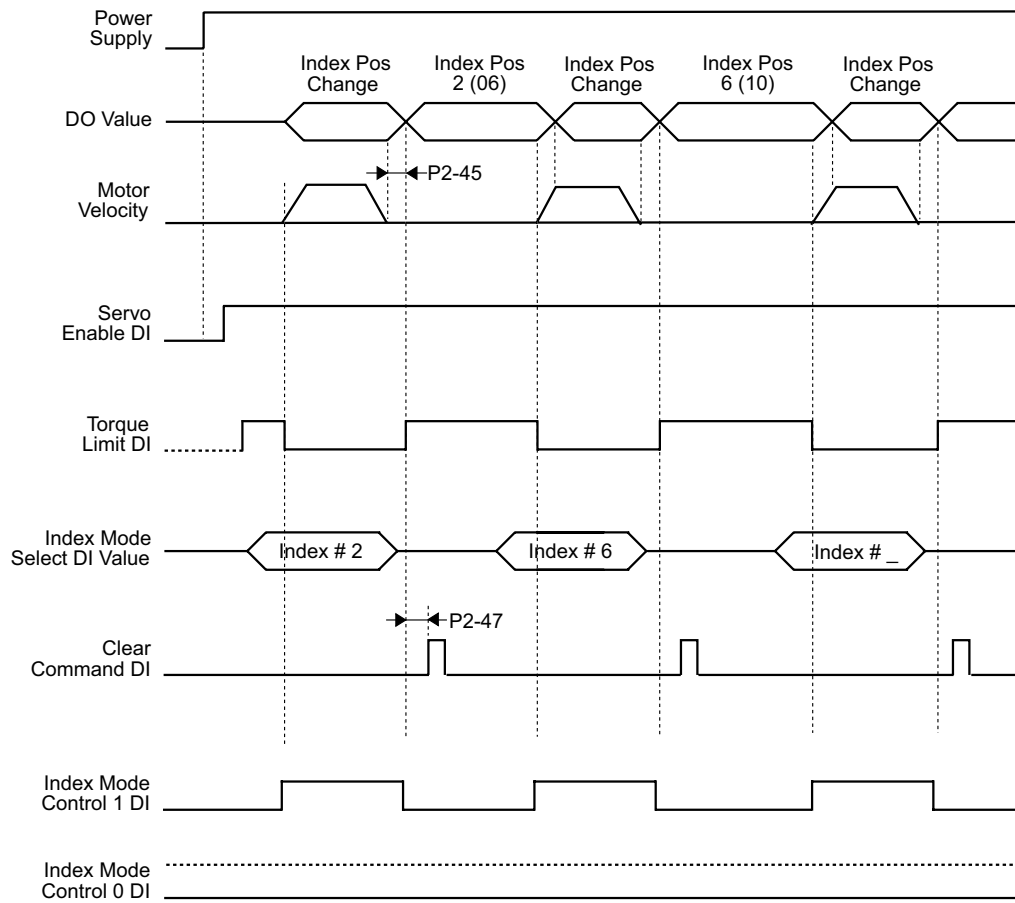 Power
Supply
Index Pos
Change
Index Pos
2 (06)
Index Pos
Change
Index Pos
6 (10)
Index Pos
Change
DO Value
P2-45
Motor
Velocity
Servo
Enable DI
Torque
Limit DI
Index Mode
Select DI Value
Index # 2
Index # 6
Index # _
P2-47
Clear
Command DI
Index Mode
Control 1 DI
Index Mode
Control 0 DI